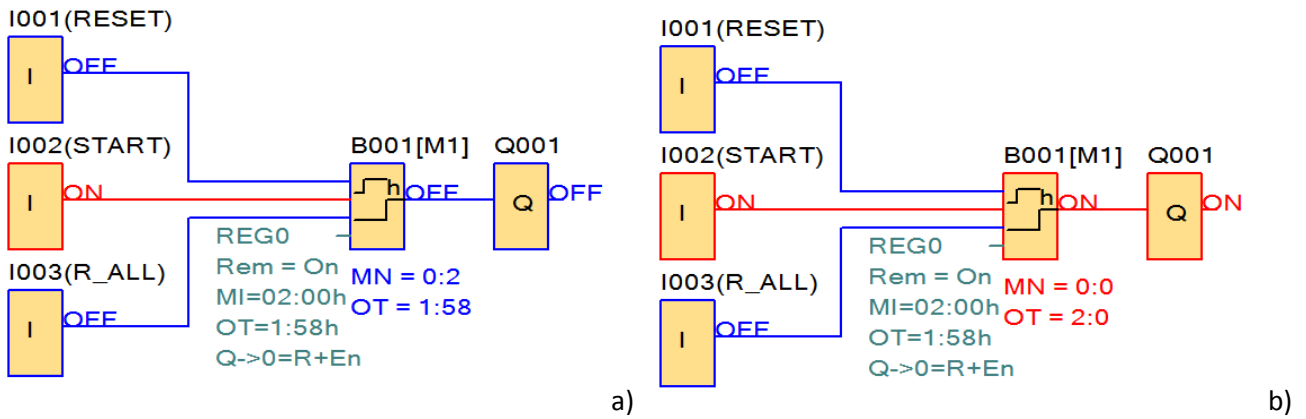 I001(RESET)
I
OFF
I002(START)
B001[M1]
Q001
I
ON
h
OFF
Q
OFF
REG0
Rem = On
MI=02:00h
OT=1:58h
Q->0=R+En
MN = 0:2
OT = 1:58
I003(R_ALL)
I
OFF
a)
I001(RESET)
I
OFF
I002(START)
B001[M1]
Q001
I
ON
h
ON
Q
ON
REG0
Rem = On
MI=02:00h
OT=1:58h
Q->0=R+En
MN = 0:0
OT = 2:0
I003(R_ALL)
I
OFF
b)